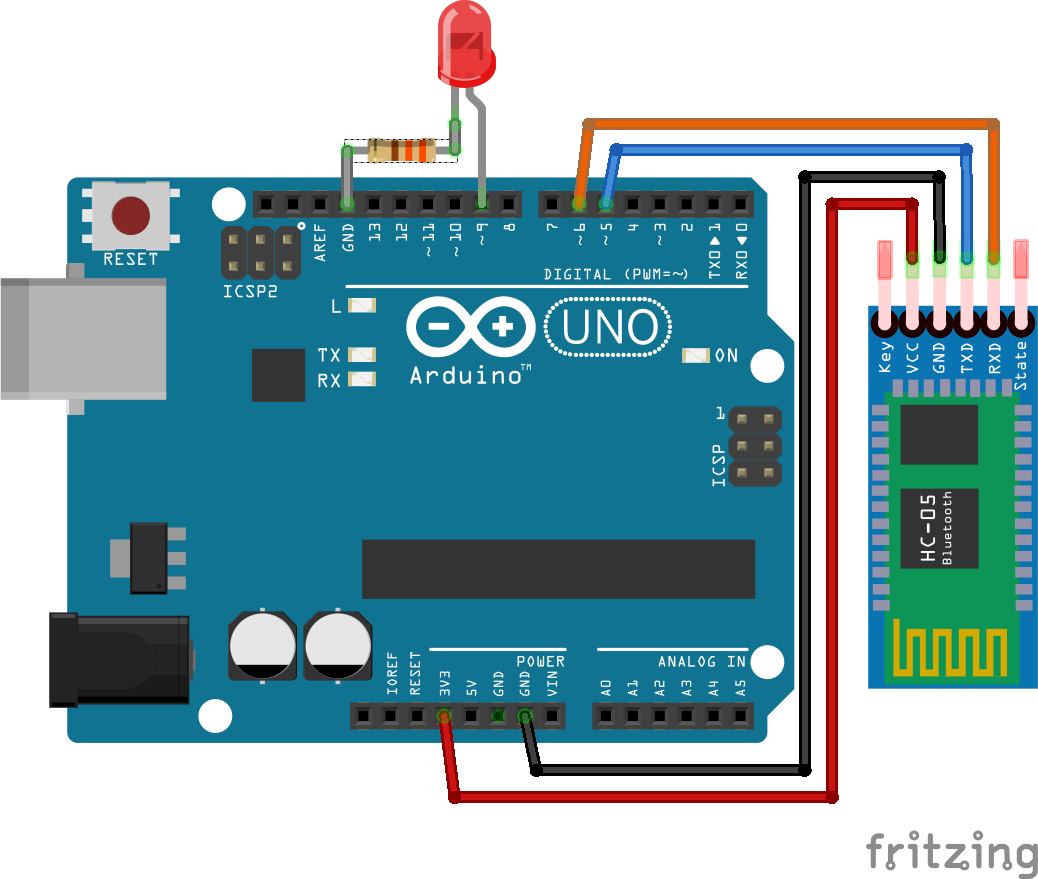 RESET
ICSP2
AREF
GND
13
12
~11
~10
~9
8
7
~6
~5
4
~3
2
TX0▶1
RX0◀0
DIGITAL (PWM=~)
L
TX
RX
Arduino™
UNO
ON
1
ICSP
IOREF
RESET
3V3
5V
GND
GND
VIN
POWER
ANALOG IN
A0
A1
A2
A3
A4
A5
Key
VCC
GND
TXD
RXD
State
HC-05
Bluetooth
fritzing